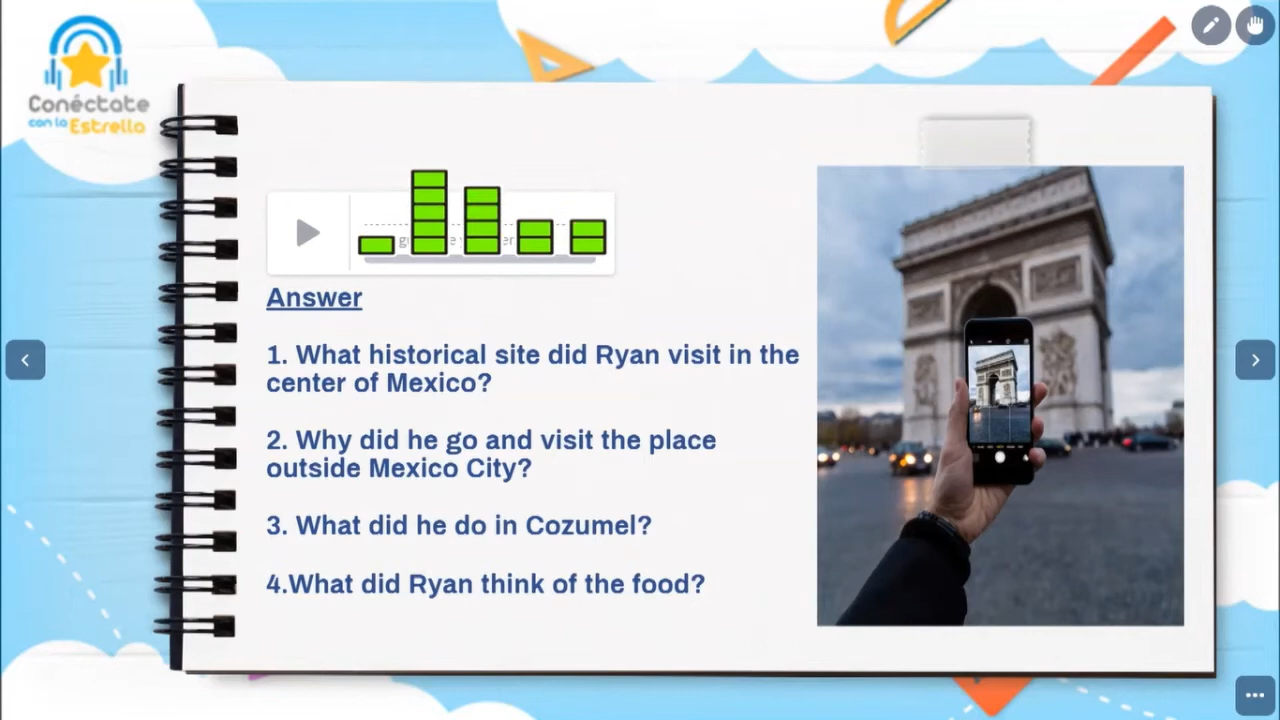 Conéctate
con la Estrella
Answer
1. What historical site did Ryan visit in the
center of Mexico?
2. Why did he go and visit the place
outside Mexico City?
3. What did he do in Cozumel?
4.What did Ryan think of the food?